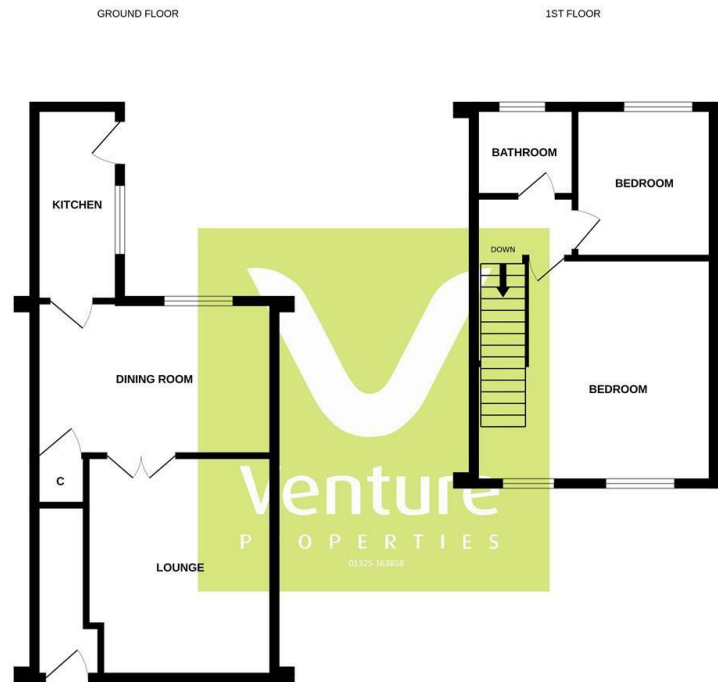 GROUND FLOOR
1ST FLOOR
KITCHEN
DINING ROOM
C
LOUNGE
BATHROOM
BEDROOM
DOWN
BEDROOM
Venture
PROPERTIES
01325 363858